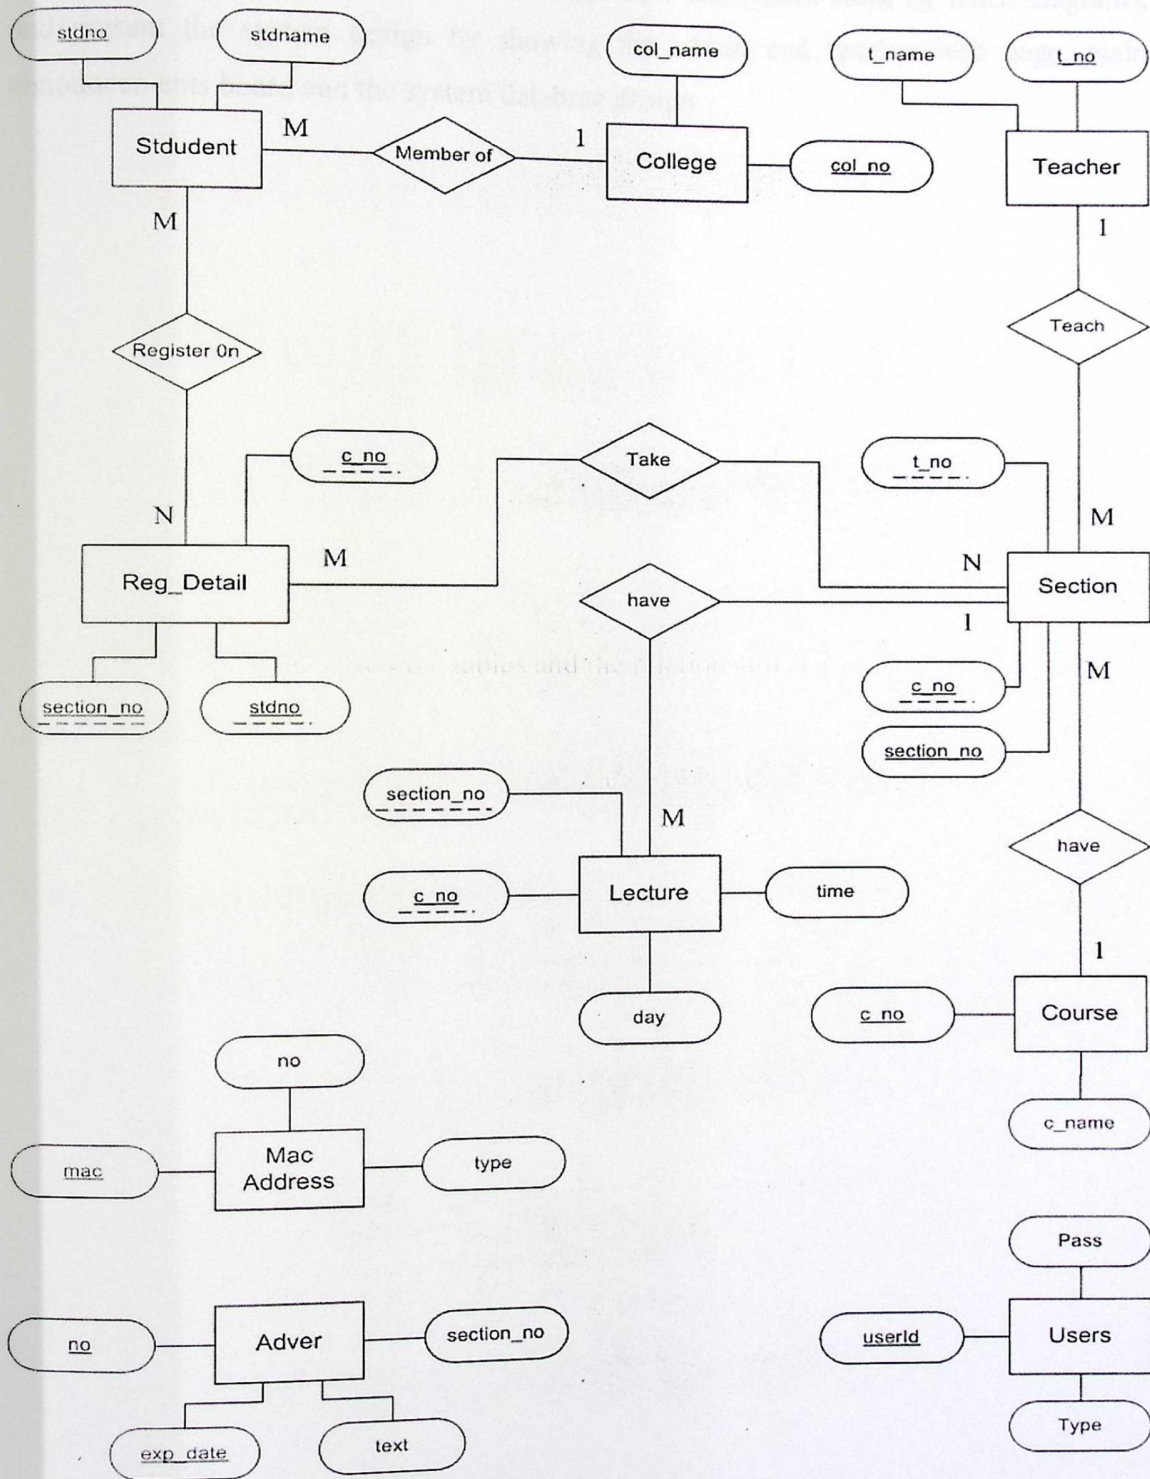 stdno
stdname
col_name
t_name
t_no
Stdudent
M
Member of
1
College
col_no
Teacher
M
1
Register 0n
Teach
c_no
Take
t_no
N
M
N
M
Reg_Detail
have
1
Section
section_no
stdno
c_no
M
section_no
section_no
M
have
c_no
Lecture
time
1
day
c_no
Course
no
c_name
mac
Mac
Address
type
Pass
no
Adver
section_no
userId
Users
exp_date
text
Type